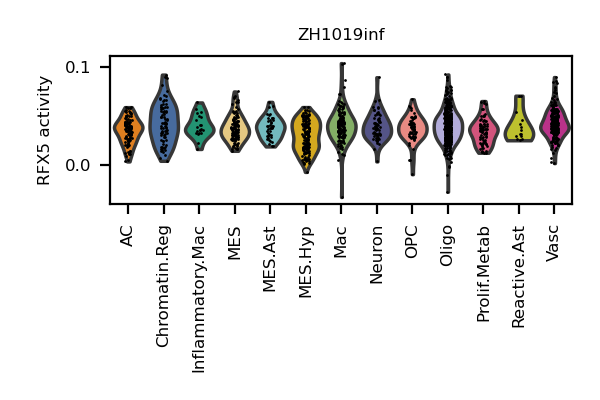 ZH1019inf
RFX5 activity
0.1
0.0
AC
Chromatin.Reg
Inflammatory.Mac
MES
MES.Ast
MES.Hyp
Mac
Neuron
OPC
Oligo
Prolif.Metab
Reactive.Ast
Vasc